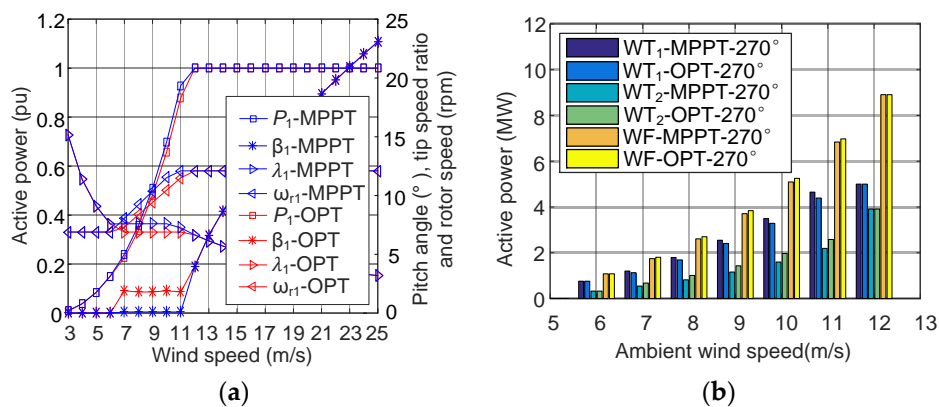 1.2
1
0.8
0.6
0.4
0.2
0
Active power (pu)
25
20
15
10
5
0
Pitch angle (°), tip speed ratio
and rotor speed (rpm)
P₁-MPPT
β₁-MPPT
λ₁-MPPT
ωr1-MPPT
P₁-OPT
β₁-OPT
λ₁-OPT
ωr1-OPT
3 5 7 9 11 13 15 17 19 21 23 25
Wind speed (m/s)
(a)
12
10
8
6
4
2
0
Active power (MW)
WT₁-MPPT-270°
WT₁-OPT-270°
WT₂-MPPT-270°
WT₂-OPT-270°
WF-MPPT-270°
WF-OPT-270°
5 6 7 8 9 10 11 12 13
Ambient wind speed(m/s)
(b)